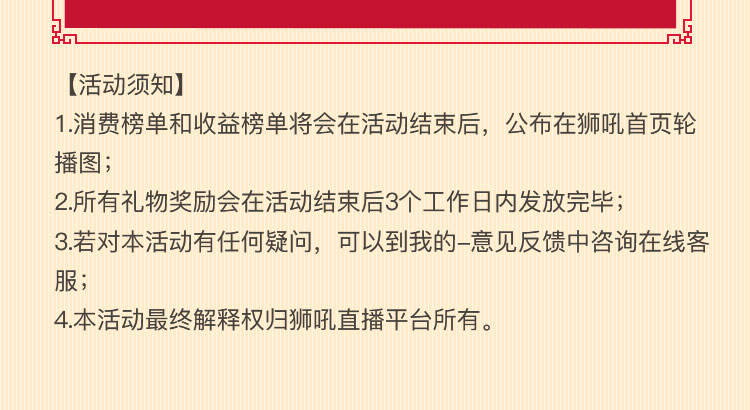 【活动须知】
1.消费榜单和收益榜单将会在活动结束后，公布在狮吼首页轮
播图；
2.所有礼物奖励会在活动结束后3个工作日内发放完毕；
3.若对本活动有任何疑问，可以到我的–意见反馈中咨询在线客
服；
4.本活动最终解释权归狮吼直播平台所有。